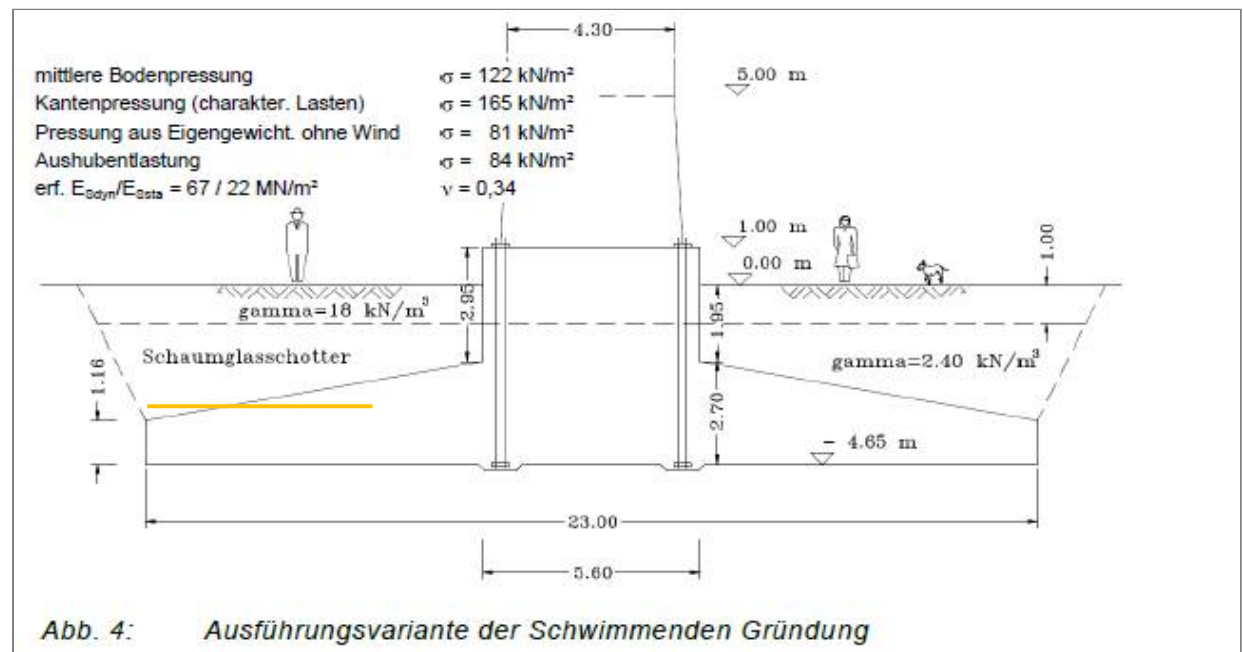 4.30
mittlere Bodenpressung σ = 122 kN/m²
Kantenpressung (charakter. Lasten) σ = 165 kN/m²
Pressung aus Eigengewicht. ohne Wind σ = 81 kN/m²
Aushubentlastung σ = 84 kN/m²
erf. ESdyn/ESsta = 67 / 22 MN/m² ν = 0,34
5.00 m
1.00 m
0.00 m
1.00
gamma=18 kN/m³
2.95
1.95
Schaumglasschotter
gamma=2.40 kN/m³
1.16
2.70
- 4.65 m
23.00
5.60
Abb. 4: Ausführungsvariante der Schwimmenden Gründung